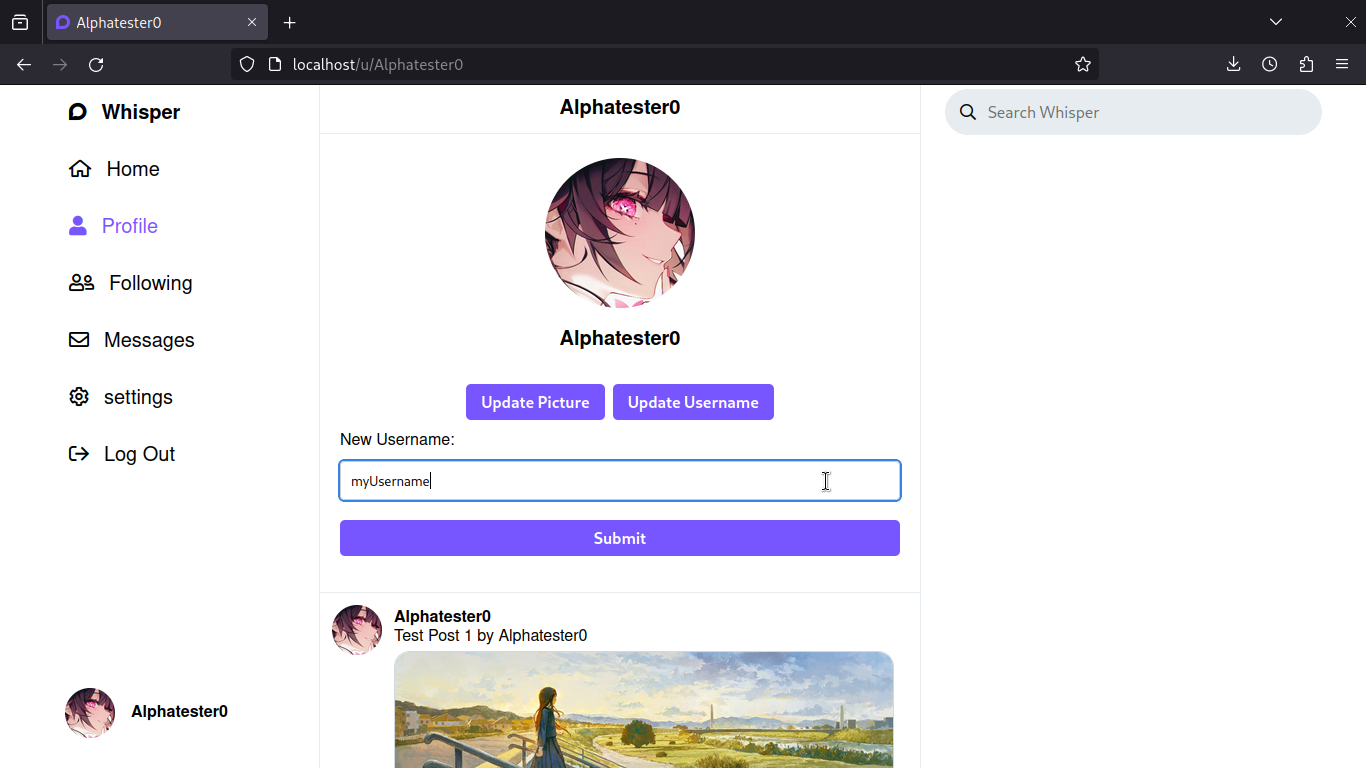 Alphatester0
localhost/u/Alphatester0
Whisper
Home
Profile
Following
Messages
settings
Log Out
Alphatester0
Alphatester0
Alphatester0
Update Picture
Update Username
New Username:
myUsername
Submit
Alphatester0
Test Post 1 by Alphatester0
Search Whisper